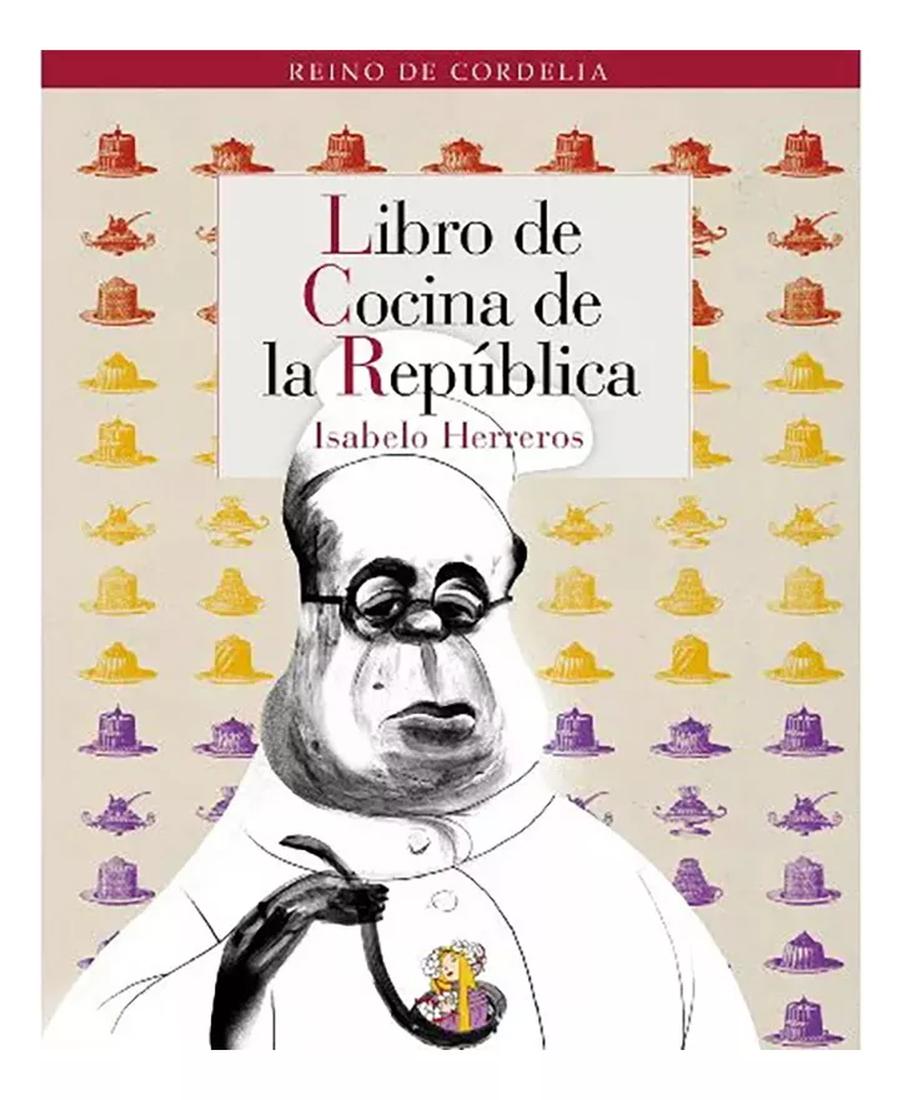 REINO DE CORDELIA
Libro de
Cocina de
la República
Isabelo Herreros